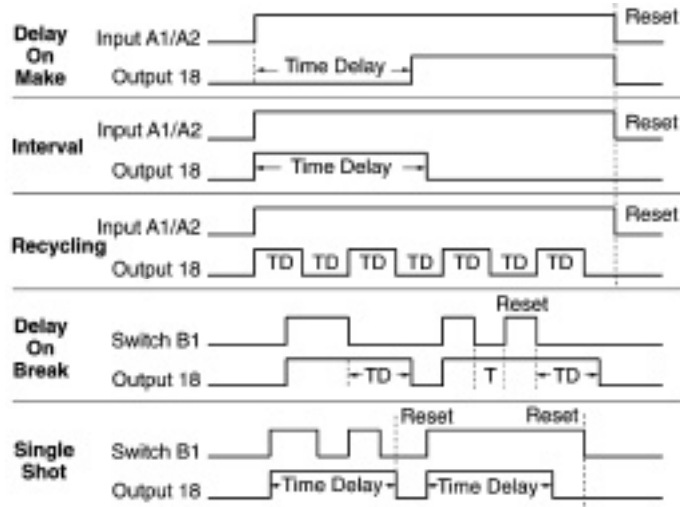 Delay On Make
Input A1/A2
Reset
Time Delay
Output 18
Interval
Input A1/A2
Reset
Time Delay
Output 18
Recycling
Input A1/A2
Reset
TD TD TD TD TD TD TD
Output 18
Delay On Break
Reset
Switch B1
Output 18
TD T TD
Single Shot
Reset Reset
Switch B1
Output 18
Time Delay Time Delay